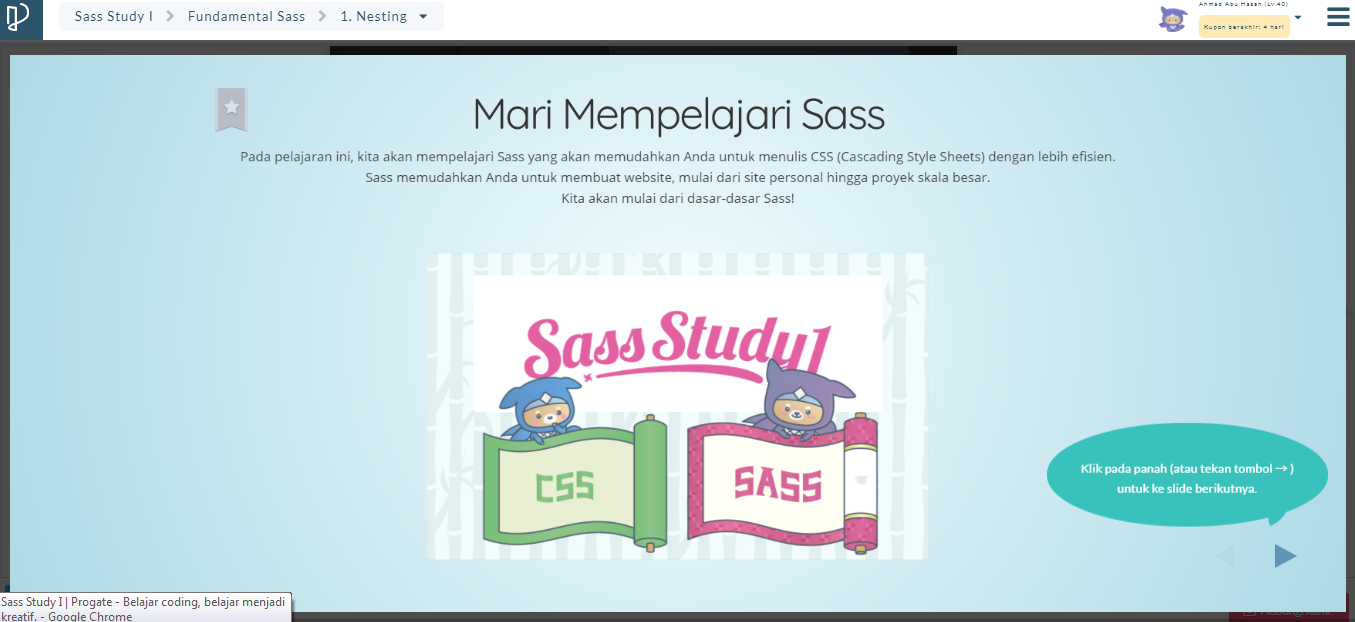 Sass Study I > Fundamental Sass > 1. Nesting
Ahmad Abu Hasan (Lv.40)
Kupon berakhir: 4 hari
Mari Mempelajari Sass
Pada pelajaran ini, kita akan mempelajari Sass yang akan memudahkan Anda untuk menulis CSS (Cascading Style Sheets) dengan lebih efisien.
Sass memudahkan Anda untuk membuat website, mulai dari site personal hingga proyek skala besar.
Kita akan mulai dari dasar-dasar Sass!
Sass Study 1
CSS
SASS
Klik pada panah (atau tekan tombol → )
untuk ke slide berikutnya.
Sass Study I | Progate - Belajar coding, belajar menjadi
kreatif. - Google Chrome